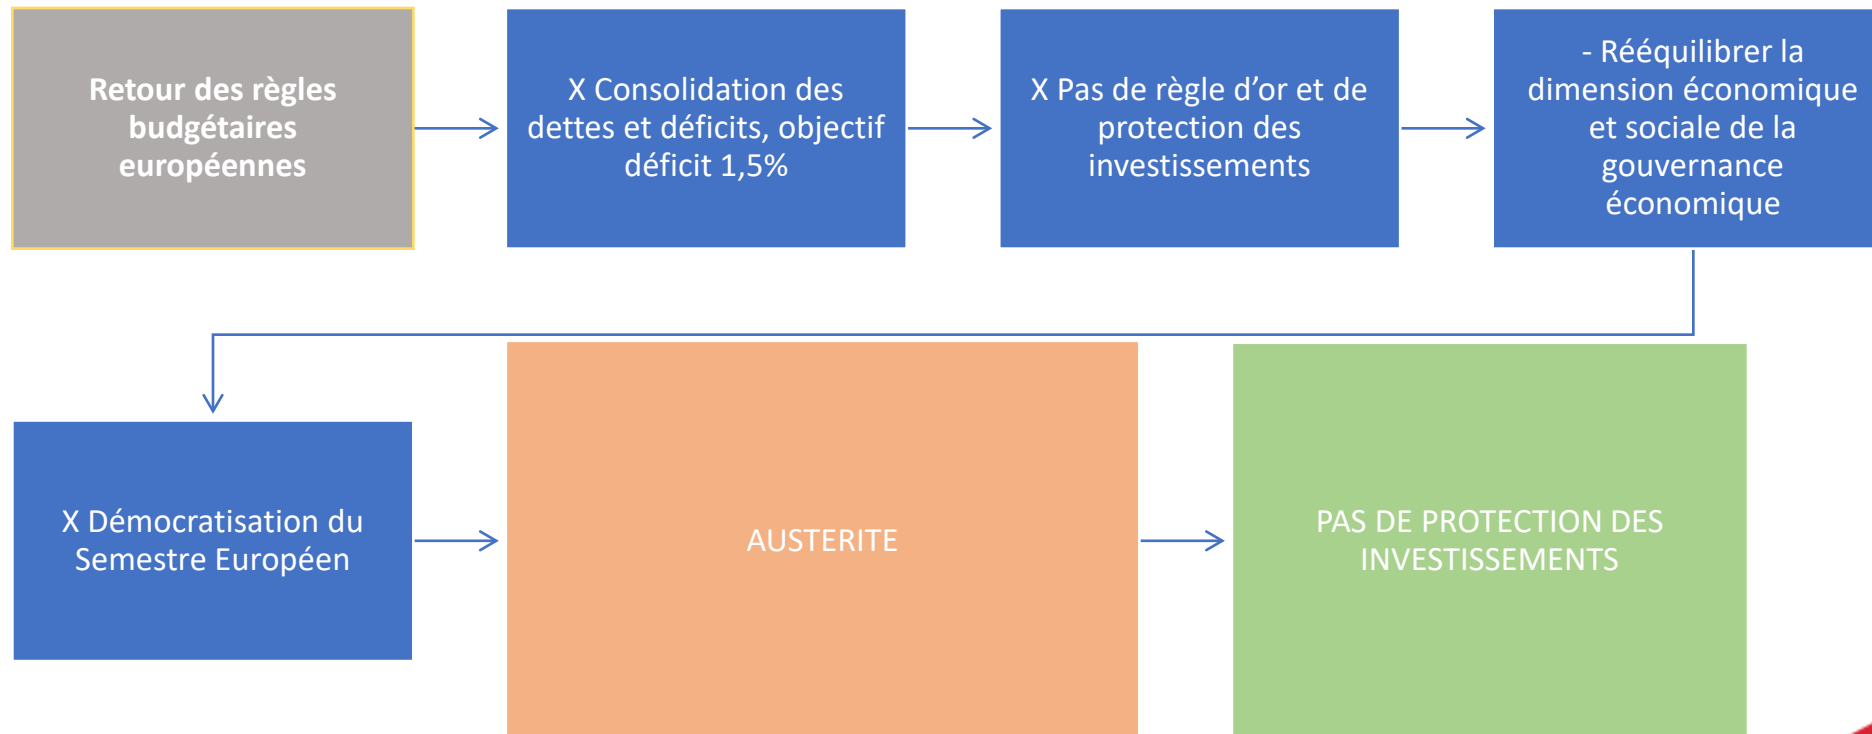 Retour des règles
budgétaires
européennes
X Consolidation des
dettes et déficits, objectif
déficit 1,5%
X Pas de règle d’or et de
protection des
investissements
- Rééquilibrer la
dimension économique
et sociale de la
gouvernance
économique
X Démocratisation du
Semestre Européen
AUSTERITE
PAS DE PROTECTION DES
INVESTISSEMENTS